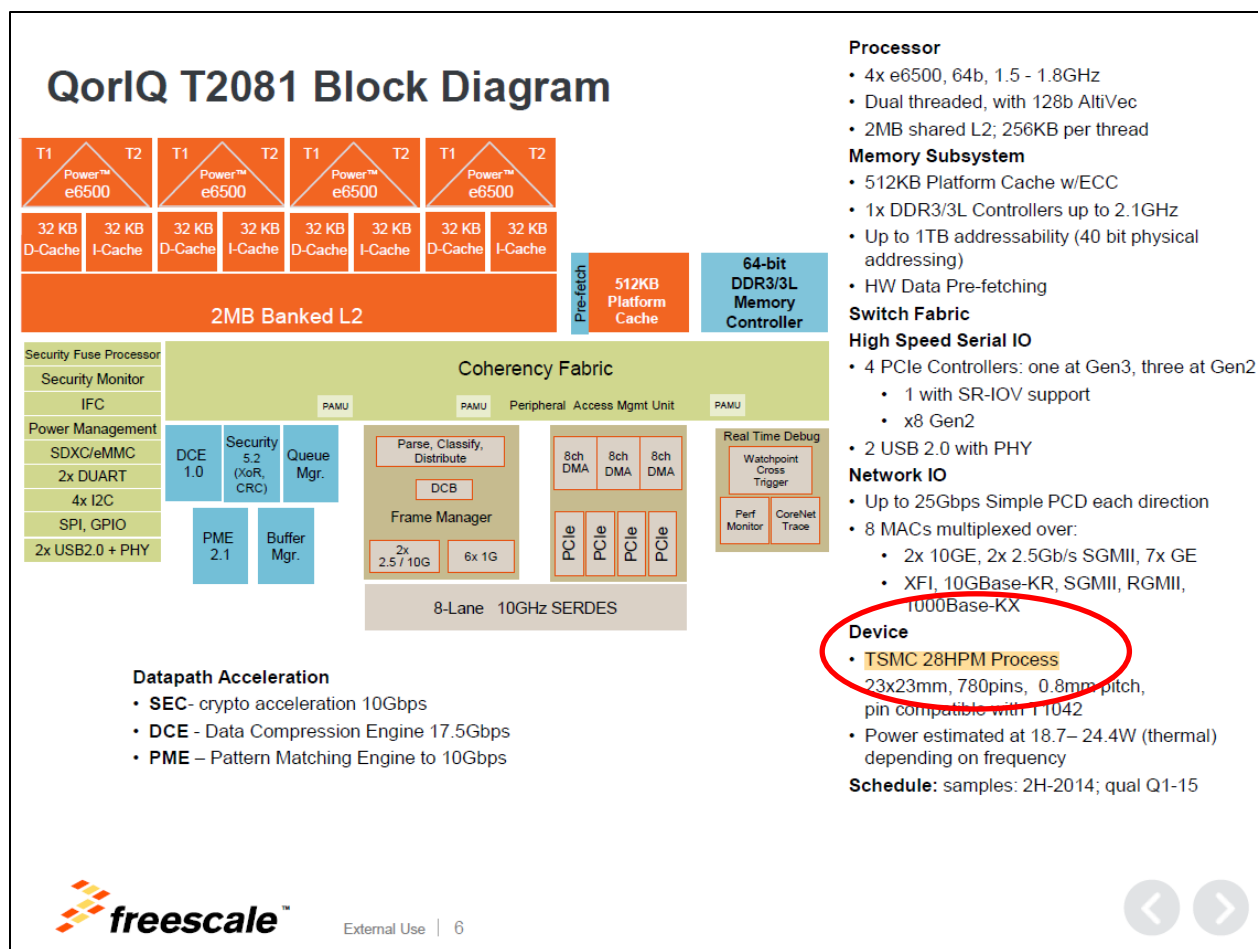 QorIQ T2081 Block Diagram
T1 T2 T1 T2 T1 T2 T1 T2
Power™ Power™ Power™ Power™
e6500 e6500 e6500 e6500
32 KB 32 KB 32 KB 32 KB 32 KB 32 KB 32 KB 32 KB
D-Cache I-Cache D-Cache I-Cache D-Cache I-Cache D-Cache I-Cache
2MB Banked L2
Pre-fetch
512KB
Platform
Cache
64-bit
DDR3/3L
Memory
Controller
Security Fuse Processor
Security Monitor
IFC
Power Management
SDXC/eMMC
2x DUART
4x I2C
SPI, GPIO
2x USB2.0 + PHY
Coherency Fabric
PAMU PAMU Peripheral Access Mgmt Unit PAMU
DCE
1.0
Security
5.2
(XoR,
CRC)
Queue
Mgr.
PME
2.1
Buffer
Mgr.
Parse, Classify,
Distribute
DCB
Frame Manager
2x
2.5 / 10G
6x 1G
8ch 8ch 8ch
DMA DMA DMA
PCIe PCIe PCIe PCIe
Real Time Debug
Watchpoint
Cross
Trigger
Perf
Monitor
CoreNet
Trace
8-Lane 10GHz SERDES
Datapath Acceleration
• SEC- crypto acceleration 10Gbps
• DCE - Data Compression Engine 17.5Gbps
• PME – Pattern Matching Engine to 10Gbps
Processor
• 4x e6500, 64b, 1.5 - 1.8GHz
• Dual threaded, with 128b AltiVec
• 2MB shared L2; 256KB per thread
Memory Subsystem
• 512KB Platform Cache w/ECC
• 1x DDR3/3L Controllers up to 2.1GHz
• Up to 1TB addressability (40 bit physical
addressing)
• HW Data Pre-fetching
Switch Fabric
High Speed Serial IO
• 4 PCIe Controllers: one at Gen3, three at Gen2
• 1 with SR-IOV support
• x8 Gen2
• 2 USB 2.0 with PHY
Network IO
• Up to 25Gbps Simple PCD each direction
• 8 MACs multiplexed over:
• 2x 10GE, 2x 2.5Gb/s SGMII, 7x GE
• XFI, 10GBase-KR, SGMII, RGMII,
1000Base-KX
Device
• TSMC 28HPM Process
23x23mm, 780pins, 0.8mm pitch,
pin compatible with T1042
• Power estimated at 18.7– 24.4W (thermal)
depending on frequency
Schedule: samples: 2H-2014; qual Q1-15
freescale™
External Use | 6